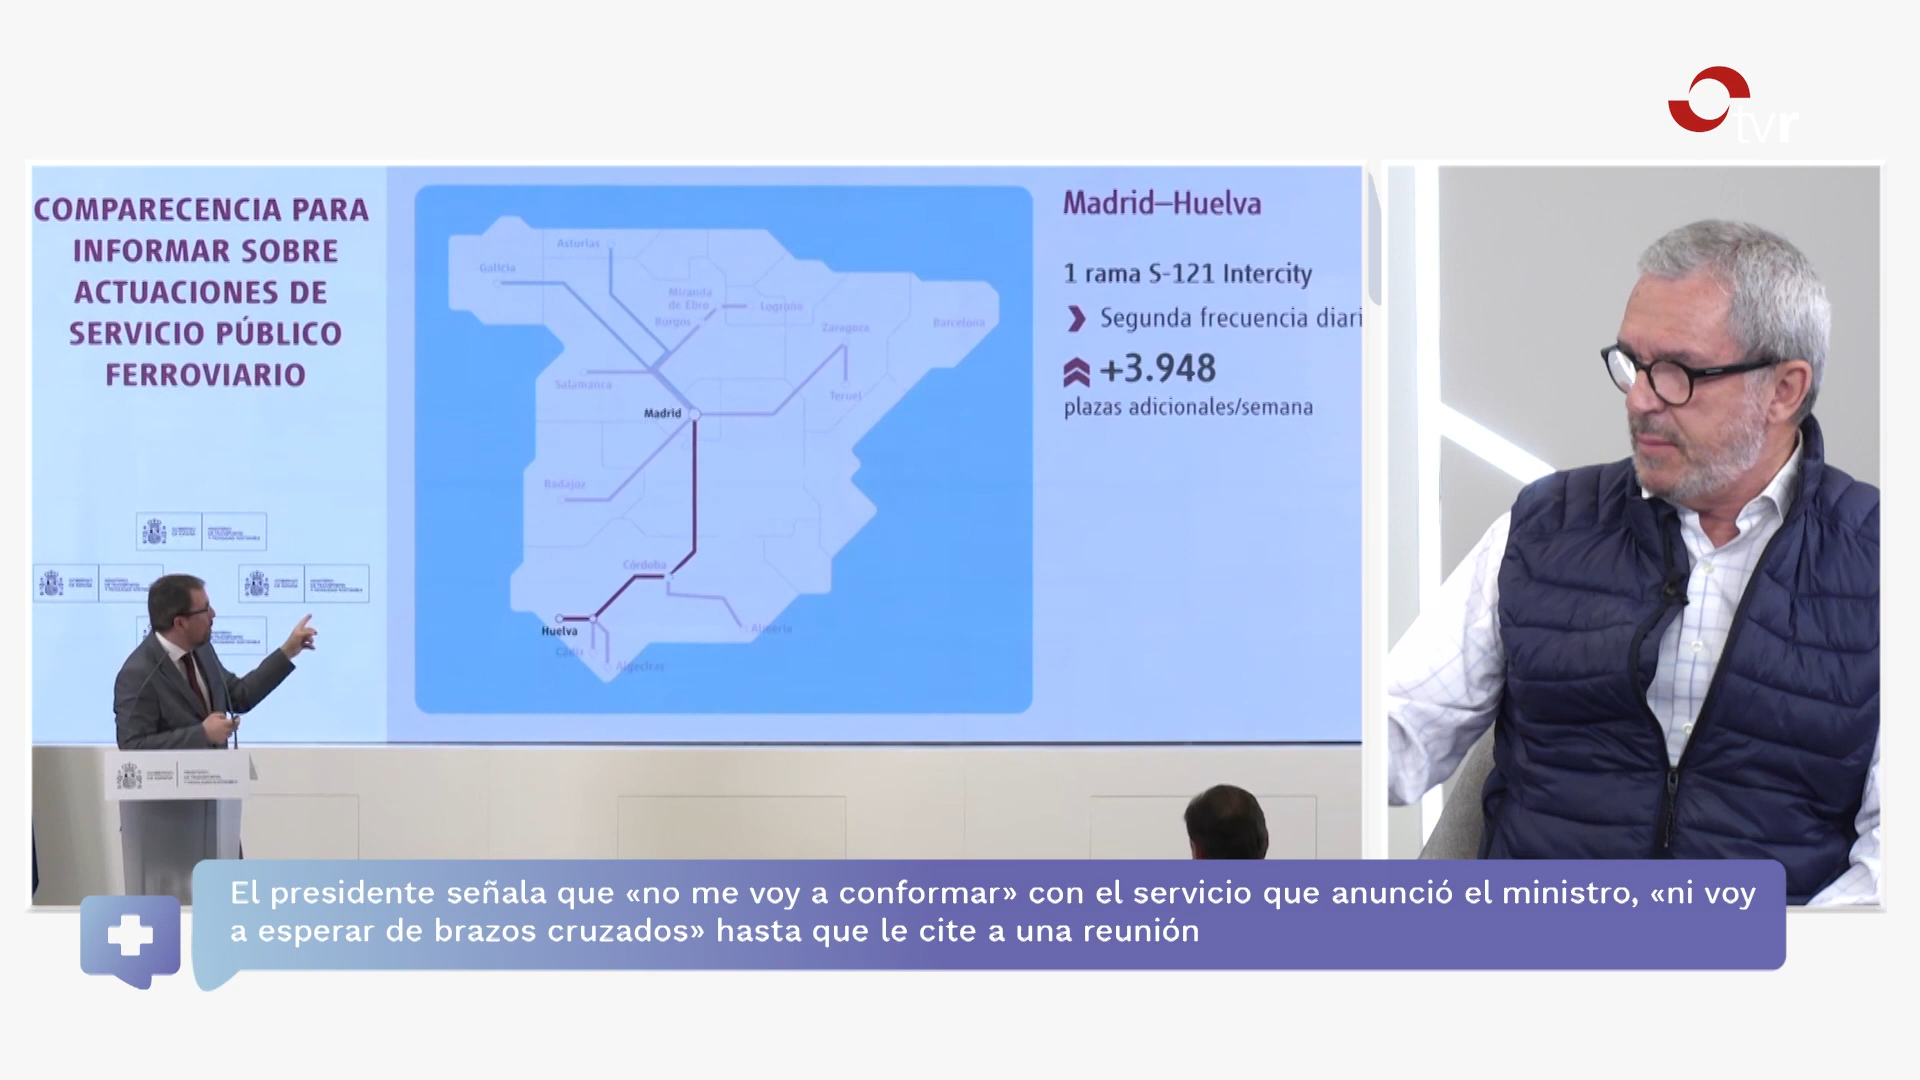 tvr
COMPARECENCIA PARA
INFORMAR SOBRE
ACTUACIONES DE
SERVICIO PÚBLICO
FERROVIARIO
Asturias
Galicia
Miranda
de Ebro
Logroño
Burgos
Zaragoza
Barcelona
Salamanca
Teruel
Madrid
Badajoz
Córdoba
Huelva
Almería
Cádiz
Algeciras
Madrid–Huelva
1 rama S-121 Intercity
Segunda frecuencia diari
+3.948
plazas adicionales/semana
El presidente señala que «no me voy a conformar» con el servicio que anunció el ministro, «ni voy
a esperar de brazos cruzados» hasta que le cite a una reunión